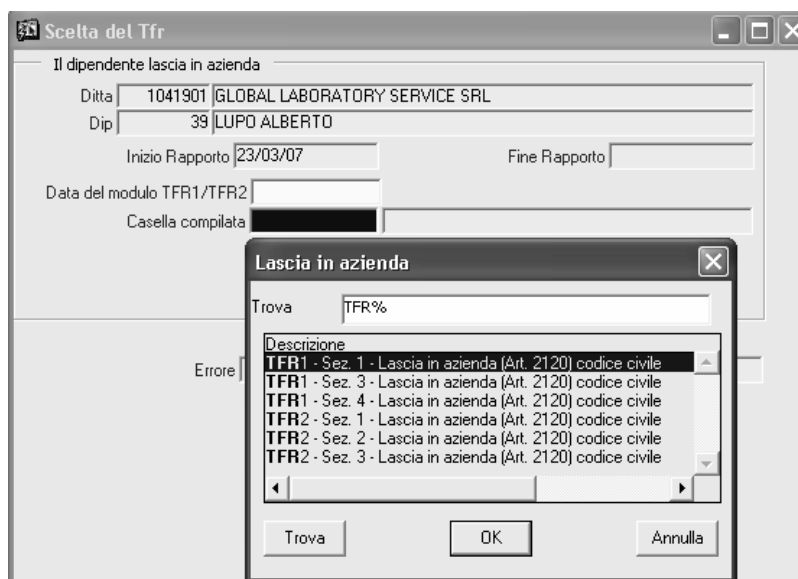 Scelta del Tfr
Il dipendente lascia in azienda
Ditta 1041901 GLOBAL LABORATORY SERVICE SRL
Dip 39 LUPO ALBERTO
Inizio Rapporto 23/03/07 Fine Rapporto
Data del modulo TFR1/TFR2
Casella compilata
Lascia in azienda
Trova TFR%
Descrizione
TFR1 - Sez. 1 - Lascia in azienda (Art. 2120) codice civile
TFR1 - Sez. 3 - Lascia in azienda (Art. 2120) codice civile
TFR1 - Sez. 4 - Lascia in azienda (Art. 2120) codice civile
TFR2 - Sez. 1 - Lascia in azienda (Art. 2120) codice civile
TFR2 - Sez. 2 - Lascia in azienda (Art. 2120) codice civile
TFR2 - Sez. 3 - Lascia in azienda (Art. 2120) codice civile
Errore
Trova OK Annulla